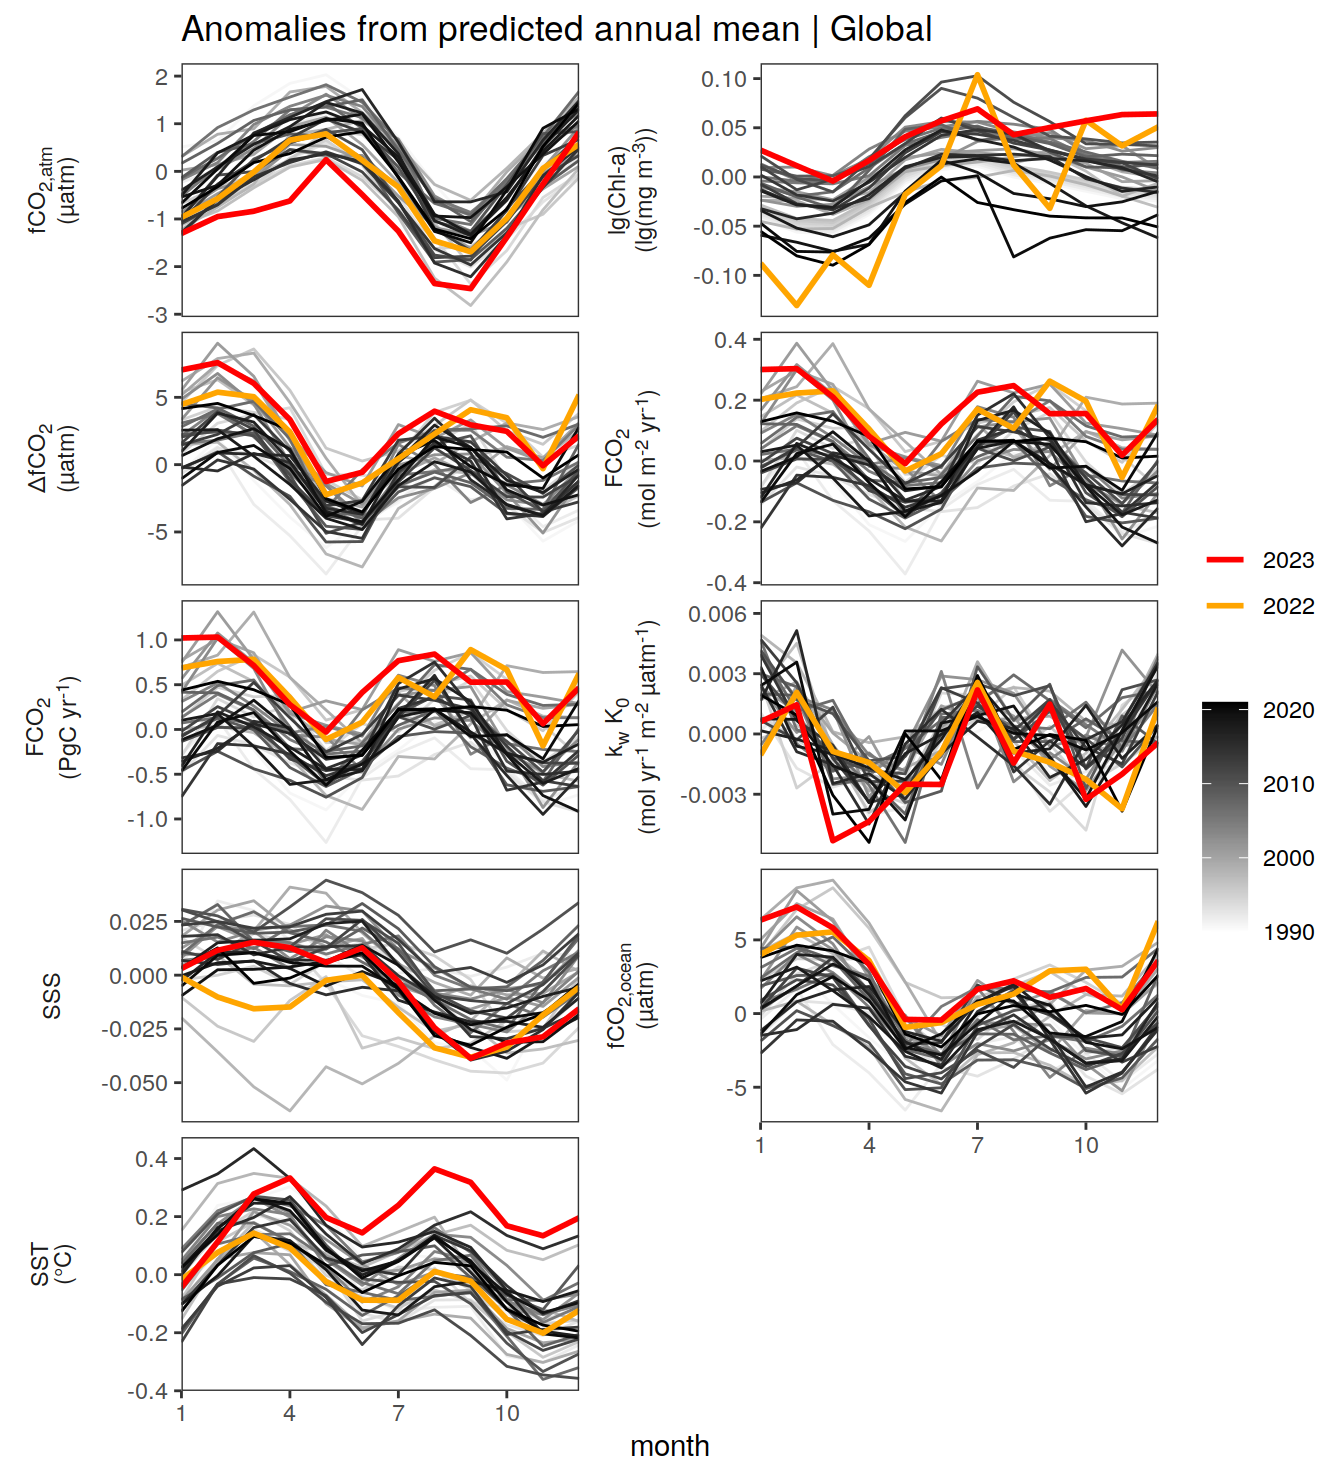 Anomalies from predicted annual mean | Global
fCO2,atm
(µatm)
2
1
0
-1
-2
-3
lg(Chl-a)
(lg(mg m-3))
0.10
0.05
0.00
-0.05
-0.10
ΔfCO2
(µatm)
5
0
-5
FCO2
(mol m-2 yr-1)
0.4
0.2
0.0
-0.2
-0.4
FCO2
(PgC yr-1)
1.0
0.5
0.0
-0.5
-1.0
kw K0
(mol yr-1 m-2 µatm-1)
0.006
0.003
0.000
-0.003
SSS
0.025
0.000
-0.025
-0.050
fCO2,ocean
(µatm)
5
0
-5
1 4 7 10
SST
(°C)
0.4
0.2
0.0
-0.2
-0.4
1 4 7 10
month
2023
2022
2020
2010
2000
1990